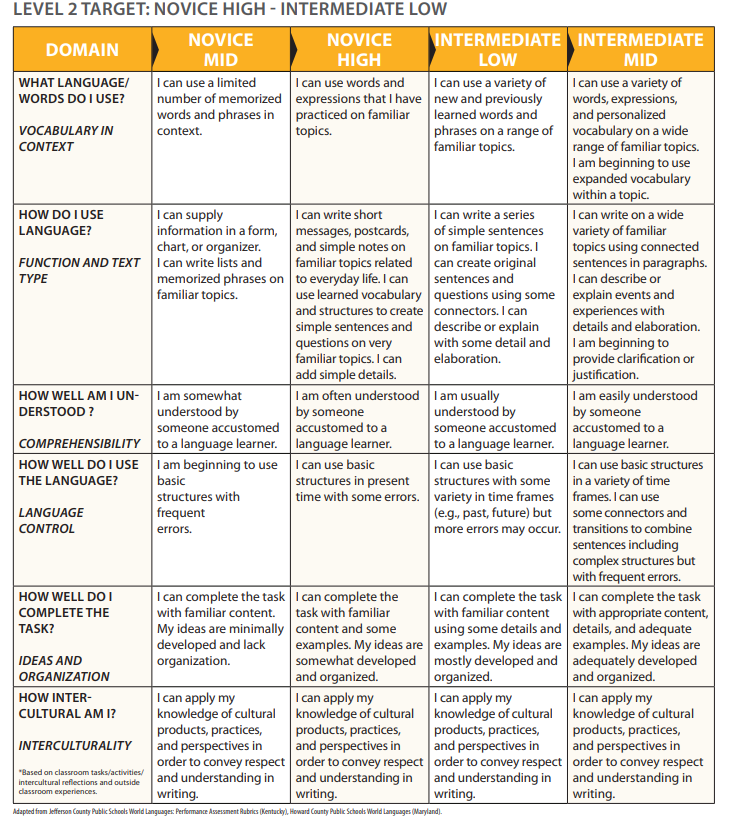 LEVEL 2 TARGET: NOVICE HIGH - INTERMEDIATE LOW
DOMAIN
NOVICE
MID
NOVICE
HIGH
INTERMEDIATE
LOW
INTERMEDIATE
MID
WHAT LANGUAGE/
WORDS DO I USE?
VOCABULARY IN
CONTEXT
I can use a limited
number of memorized
words and phrases in
context.
I can use words and
expressions that I have
practiced on familiar
topics.
I can use a variety of
new and previously
learned words and
phrases on a range of
familiar topics.
I can use a variety of
words, expressions,
and personalized
vocabulary on a wide
range of familiar topics.
I am beginning to use
expanded vocabulary
within a topic.
HOW DO I USE
LANGUAGE?
FUNCTION AND TEXT
TYPE
I can supply
information in a form,
chart, or organizer.
I can write lists and
memorized phrases on
familiar topics.
I can write short
messages, postcards,
and simple notes on
familiar topics related
to everyday life. I can
use learned vocabulary
and structures to create
simple sentences and
questions on very
familiar topics. I can
add simple details.
I can write a series
of simple sentences
on familiar topics. I
can create original
sentences and
questions using some
connectors. I can
describe or explain
with some detail and
elaboration.
I can write on a wide
variety of familiar
topics using connected
sentences in paragraphs.
I can describe or
explain events and
experiences with
details and elaboration.
I am beginning to
provide clarification or
justification.
HOW WELL AM I UN-
DERSTOOD ?
COMPREHENSIBILITY
I am somewhat
understood by
someone accustomed
to a language learner.
I am often understood
by someone
accustomed to a
language learner.
I am usually
understood by
someone accustomed
to a language learner.
I am easily understood
by someone
accustomed to a
language learner.
HOW WELL DO I USE
THE LANGUAGE?
LANGUAGE
CONTROL
I am beginning to use
basic
structures with
frequent
errors.
I can use basic
structures in present
time with some errors.
I can use basic
structures with some
variety in time frames
(e.g., past, future) but
more errors may occur.
I can use basic structures
in a variety of time
frames. I can use
some connectors and
transitions to combine
sentences including
complex structures but
with frequent errors.
HOW WELL DO I
COMPLETE THE
TASK?
IDEAS AND
ORGANIZATION
I can complete the task
with familiar content.
My ideas are minimally
developed and lack
organization.
I can complete the
task with familiar
content and some
examples. My ideas are
somewhat developed
and organized.
I can complete the task
with familiar content
using some details and
examples. My ideas are
mostly developed and
organized.
I can complete the task
with appropriate content,
details, and adequate
examples. My ideas are
adequately developed
and organized.
HOW INTER-
CULTURAL AM I?
INTERCULTURALITY
*Based on classroom tasks/activities/
intercultural reflections and outside
classroom experiences.
I can apply my
knowledge of cultural
products, practices,
and perspectives in
order to convey respect
and understanding in
writing.
I can apply my
knowledge of cultural
products, practices,
and perspectives in
order to convey respect
and understanding in
writing.
I can apply my
knowledge of cultural
products, practices,
and perspectives in
order to convey respect
and understanding in
writing.
I can apply my
knowledge of cultural
products, practices,
and perspectives in
order to convey respect
and understanding in
writing.
Adapted from Jefferson County Public Schools World Languages: Performance Assessment Rubrics (Kentucky), Howard County Public Schools World Languages (Maryland).